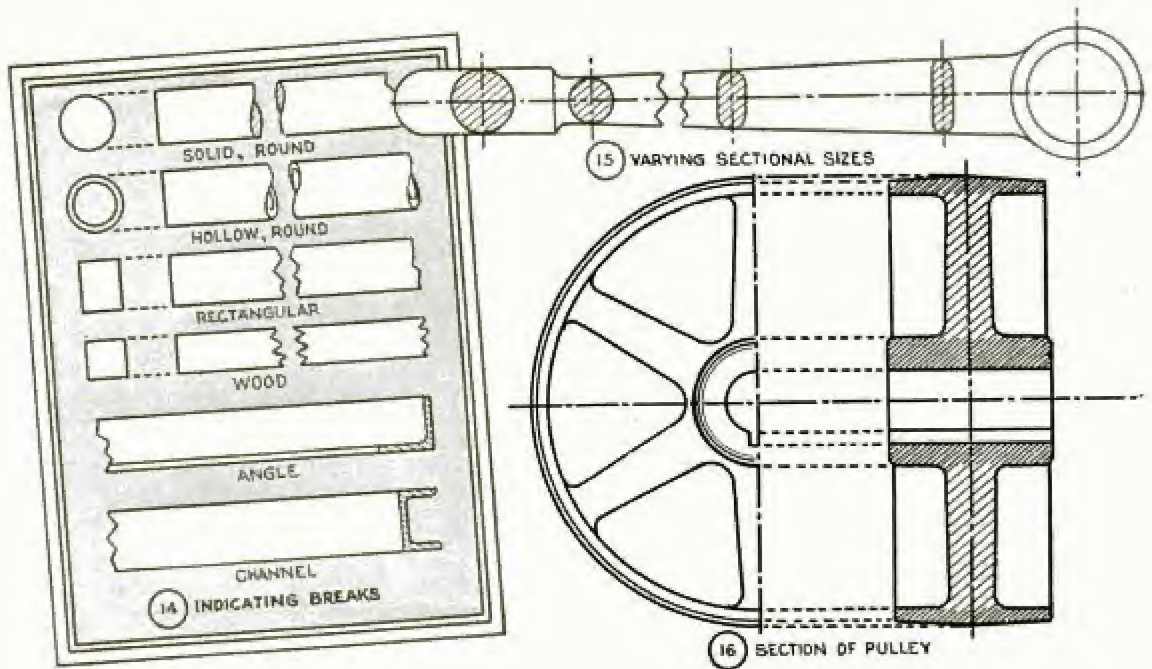 SOLID, ROUND
HOLLOW, ROUND
RECTANGULAR
WOOD
ANGLE
CHANNEL
14 INDICATING BREAKS
15 VARYING SECTIONAL SIZES
16 SECTION OF PULLEY